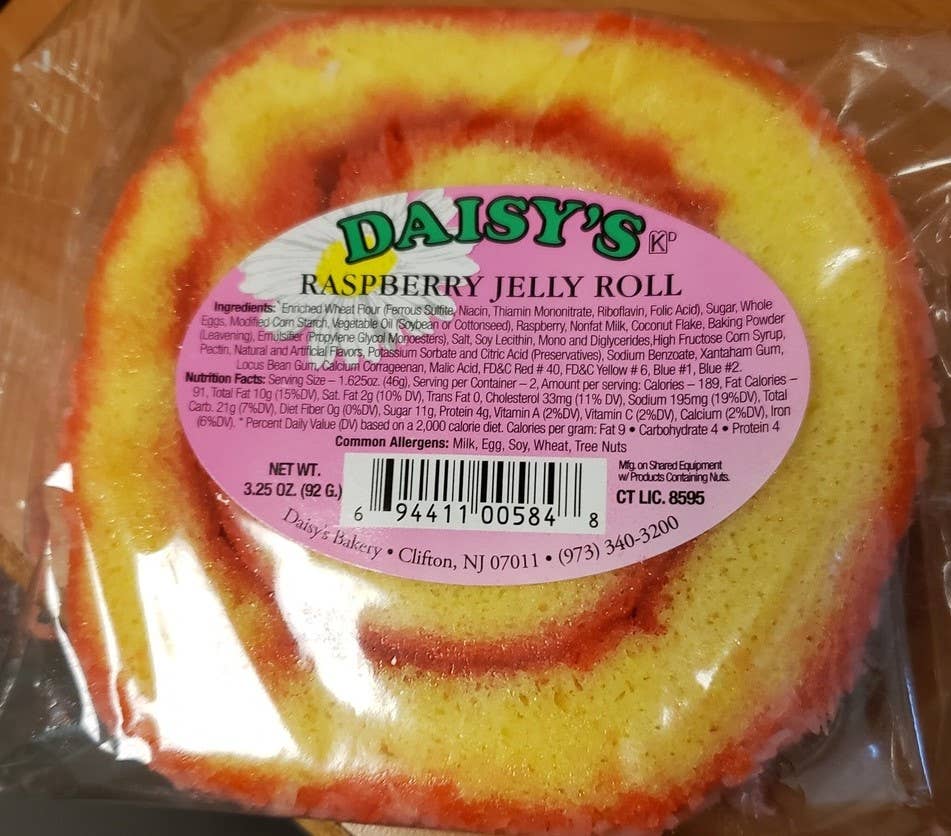 DAISY'S KD
RASPBERRY JELLY ROLL
Ingredients: Enriched Wheat Flour (Ferrous Sulfite, Niacin, Thiamin Mononitrate, Riboflavin, Folic Acid), Sugar, Whole
Eggs, Modified Corn Starch, Vegetable Oil (Soybean or Cottonseed), Raspberry, Nonfat Milk, Coconut Flake, Baking Powder
(Leavening), Emulsifier (Propylene Glycol Monoesters), Salt, Soy Lecithin, Mono and Diglycerides,High Fructose Corn Syrup,
Pectin, Natural and Artificial Flavors, Potassium Sorbate and Citric Acid (Preservatives), Sodium Benzoate, Xantaham Gum,
Locus Bean Gum, Calcium Corrageenan, Malic Acid, FD&C Red # 40, FD&C Yellow # 6, Blue #1, Blue #2.
Nutrition Facts: Serving Size – 1.625oz. (46g), Serving per Container – 2, Amount per serving: Calories – 189, Fat Calories –
91, Total Fat 10g (15%DV), Sat. Fat 2g (10% DV), Trans Fat 0, Cholesterol 33mg (11% DV), Sodium 195mg (19%DV), Total
Carb. 21g (7%DV), Diet Fiber 0g (0%DV), Sugar 11g, Protein 4g, Vitamin A (2%DV), Vitamin C (2%DV), Calcium (2%DV), Iron
(6%DV). * Percent Daily Value (DV) based on a 2,000 calorie diet. Calories per gram: Fat 9 • Carbohydrate 4 • Protein 4
Common Allergens: Milk, Egg, Soy, Wheat, Tree Nuts
NET WT.
3.25 OZ. (92 G.)
6 94411 00584 8
Mfg. on Shared Equipment
w/ Products Containing Nuts.
CT LIC. 8595
Daisy's Bakery • Clifton, NJ 07011 • (973) 340-3200